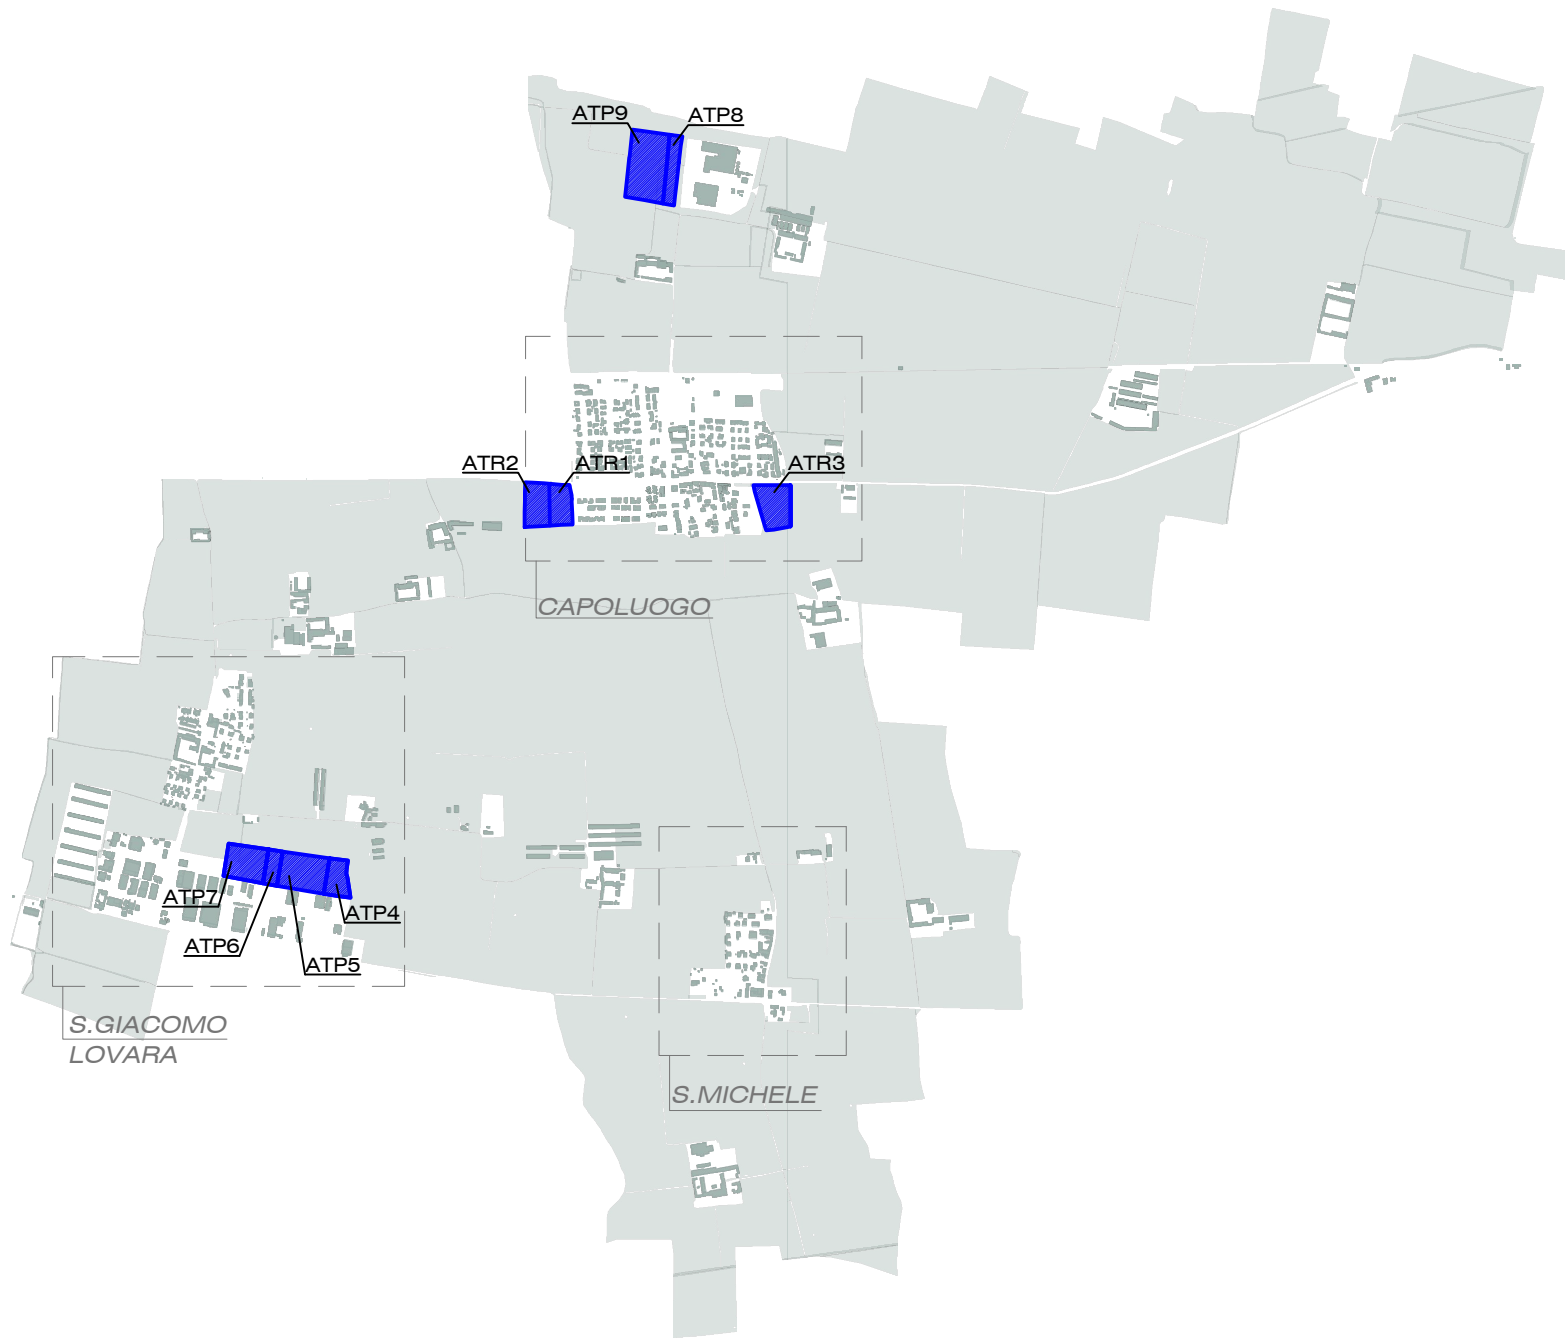 ATP9
ATP8
ATR2
ATR1
ATR3
CAPOLUOGO
ATP7
ATP4
ATP6
ATP5
S.GIACOMO
LOVARA
S.MICHELE